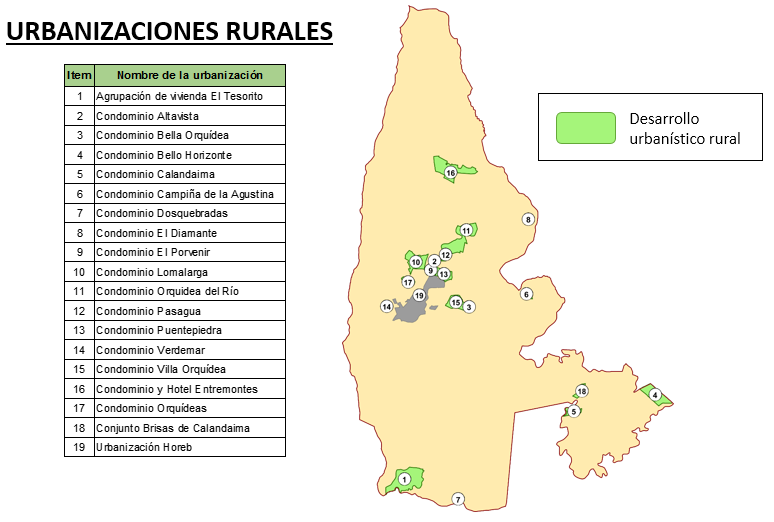 URBANIZACIONES RURALES
Item Nombre de la urbanización
1 Agrupación de vivienda El Tesorito
2 Condominio Altavista
3 Condominio Bella Orquídea
4 Condominio Bello Horizonte
5 Condominio Calandaima
6 Condominio Campiña de la Agustina
7 Condominio Dosquebradas
8 Condominio El Diamante
9 Condominio El Porvenir
10 Condominio Lomalarga
11 Condominio Orquidea del Río
12 Condominio Pasagua
13 Condominio Puentepiedra
14 Condominio Verdemar
15 Condominio Villa Orquídea
16 Condominio y Hotel Entremontes
17 Condominio Orquídeas
18 Conjunto Brisas de Calandaima
19 Urbanización Horeb
Desarrollo
urbanístico rural
16
8
11
12
10
2
9
13
17
6
19
14
15
3
18
4
5
1
7